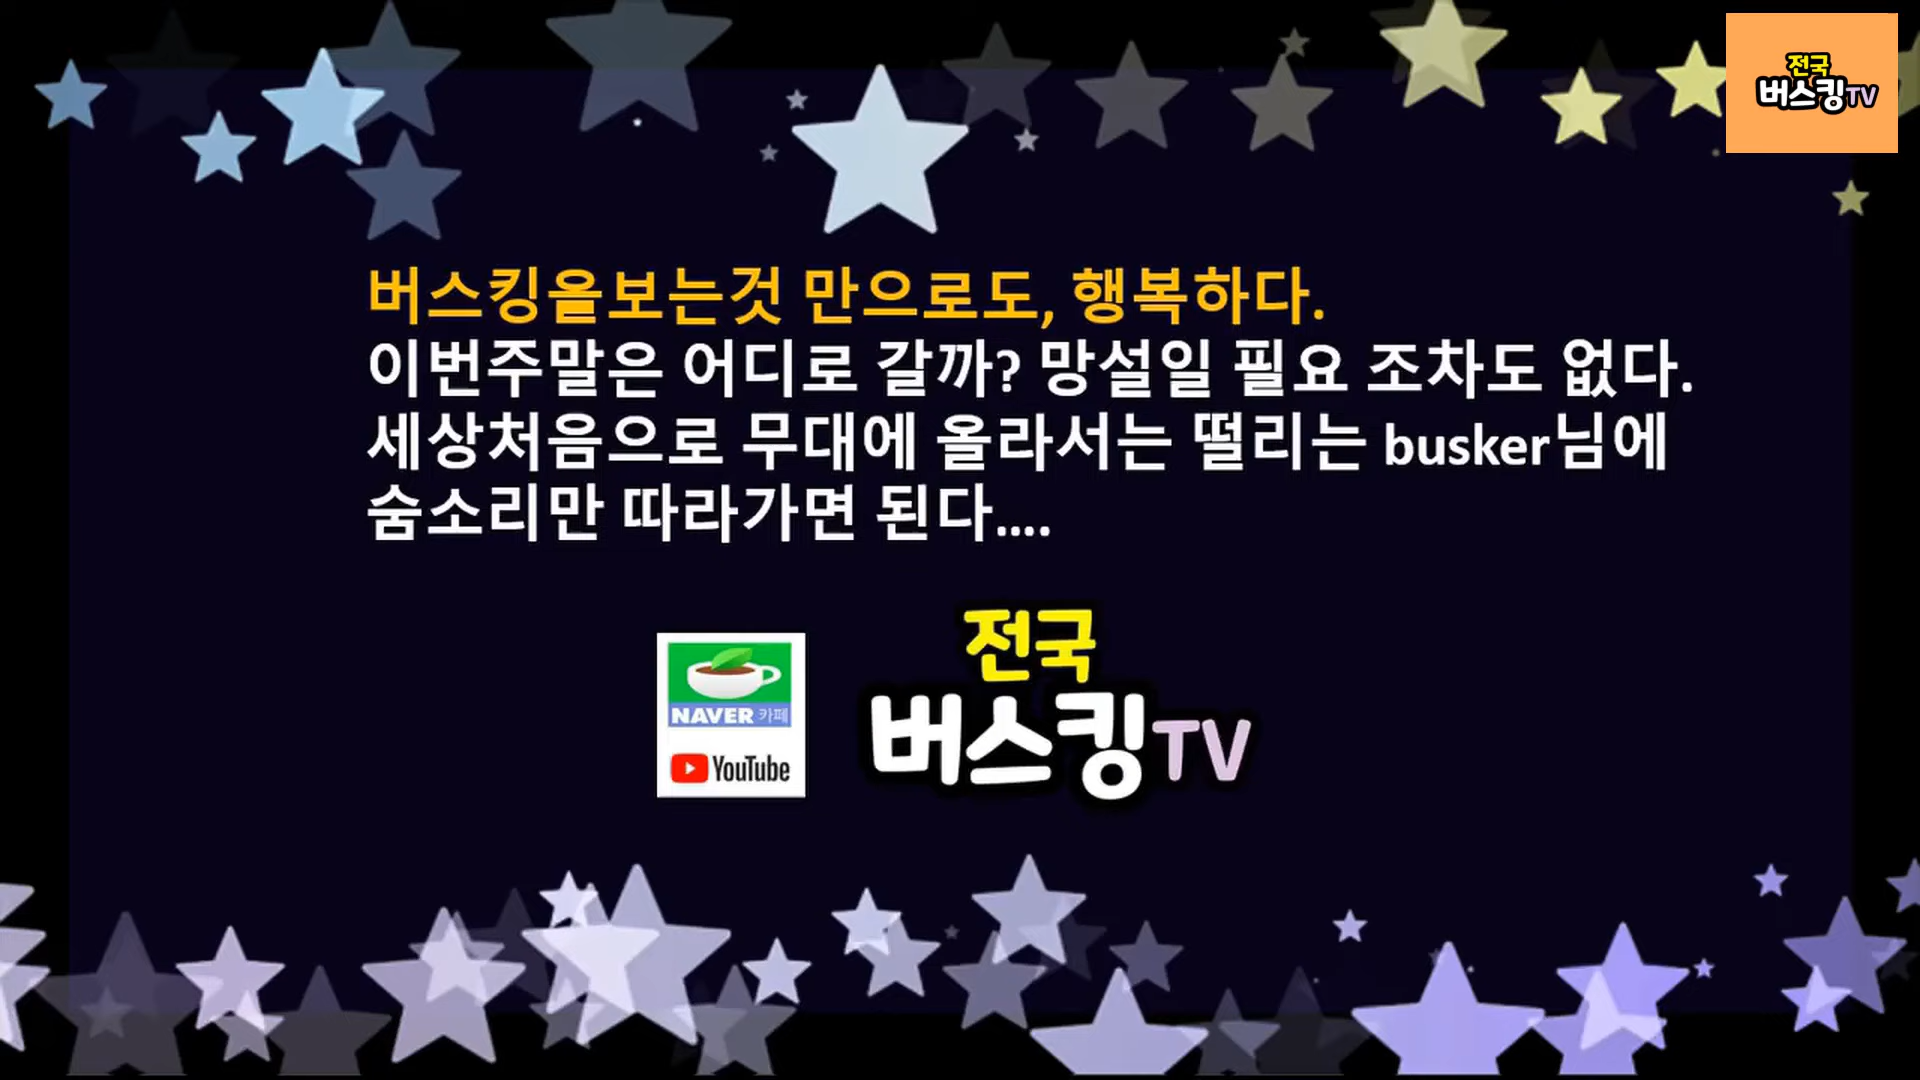 전국
버스킹TV
버스킹을보는것 만으로도, 행복하다.
이번주말은 어디로 갈까? 망설일 필요 조차도 없다.
세상처음으로 무대에 올라서는 떨리는 busker님에
숨소리만 따라가면 된다....
전국
버스킹TV
NAVER 카페
YouTube